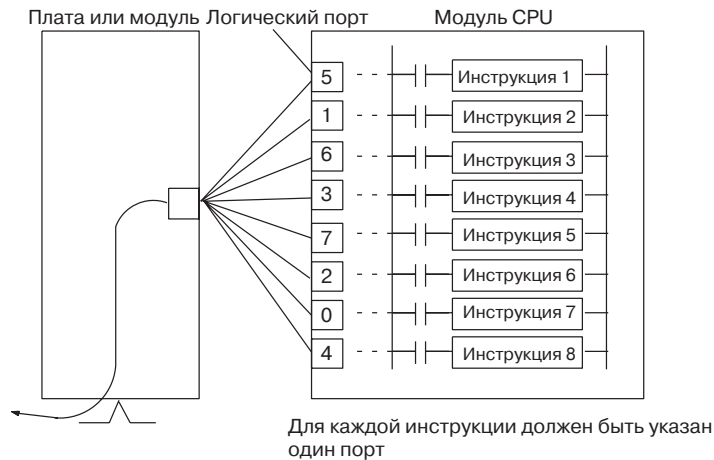 Плата или модуль Логический порт Модуль CPU
5 Инструкция 1
1 Инструкция 2
6 Инструкция 3
3 Инструкция 4
7 Инструкция 5
2 Инструкция 6
0 Инструкция 7
4 Инструкция 8
Для каждой инструкции должен быть указан
один порт